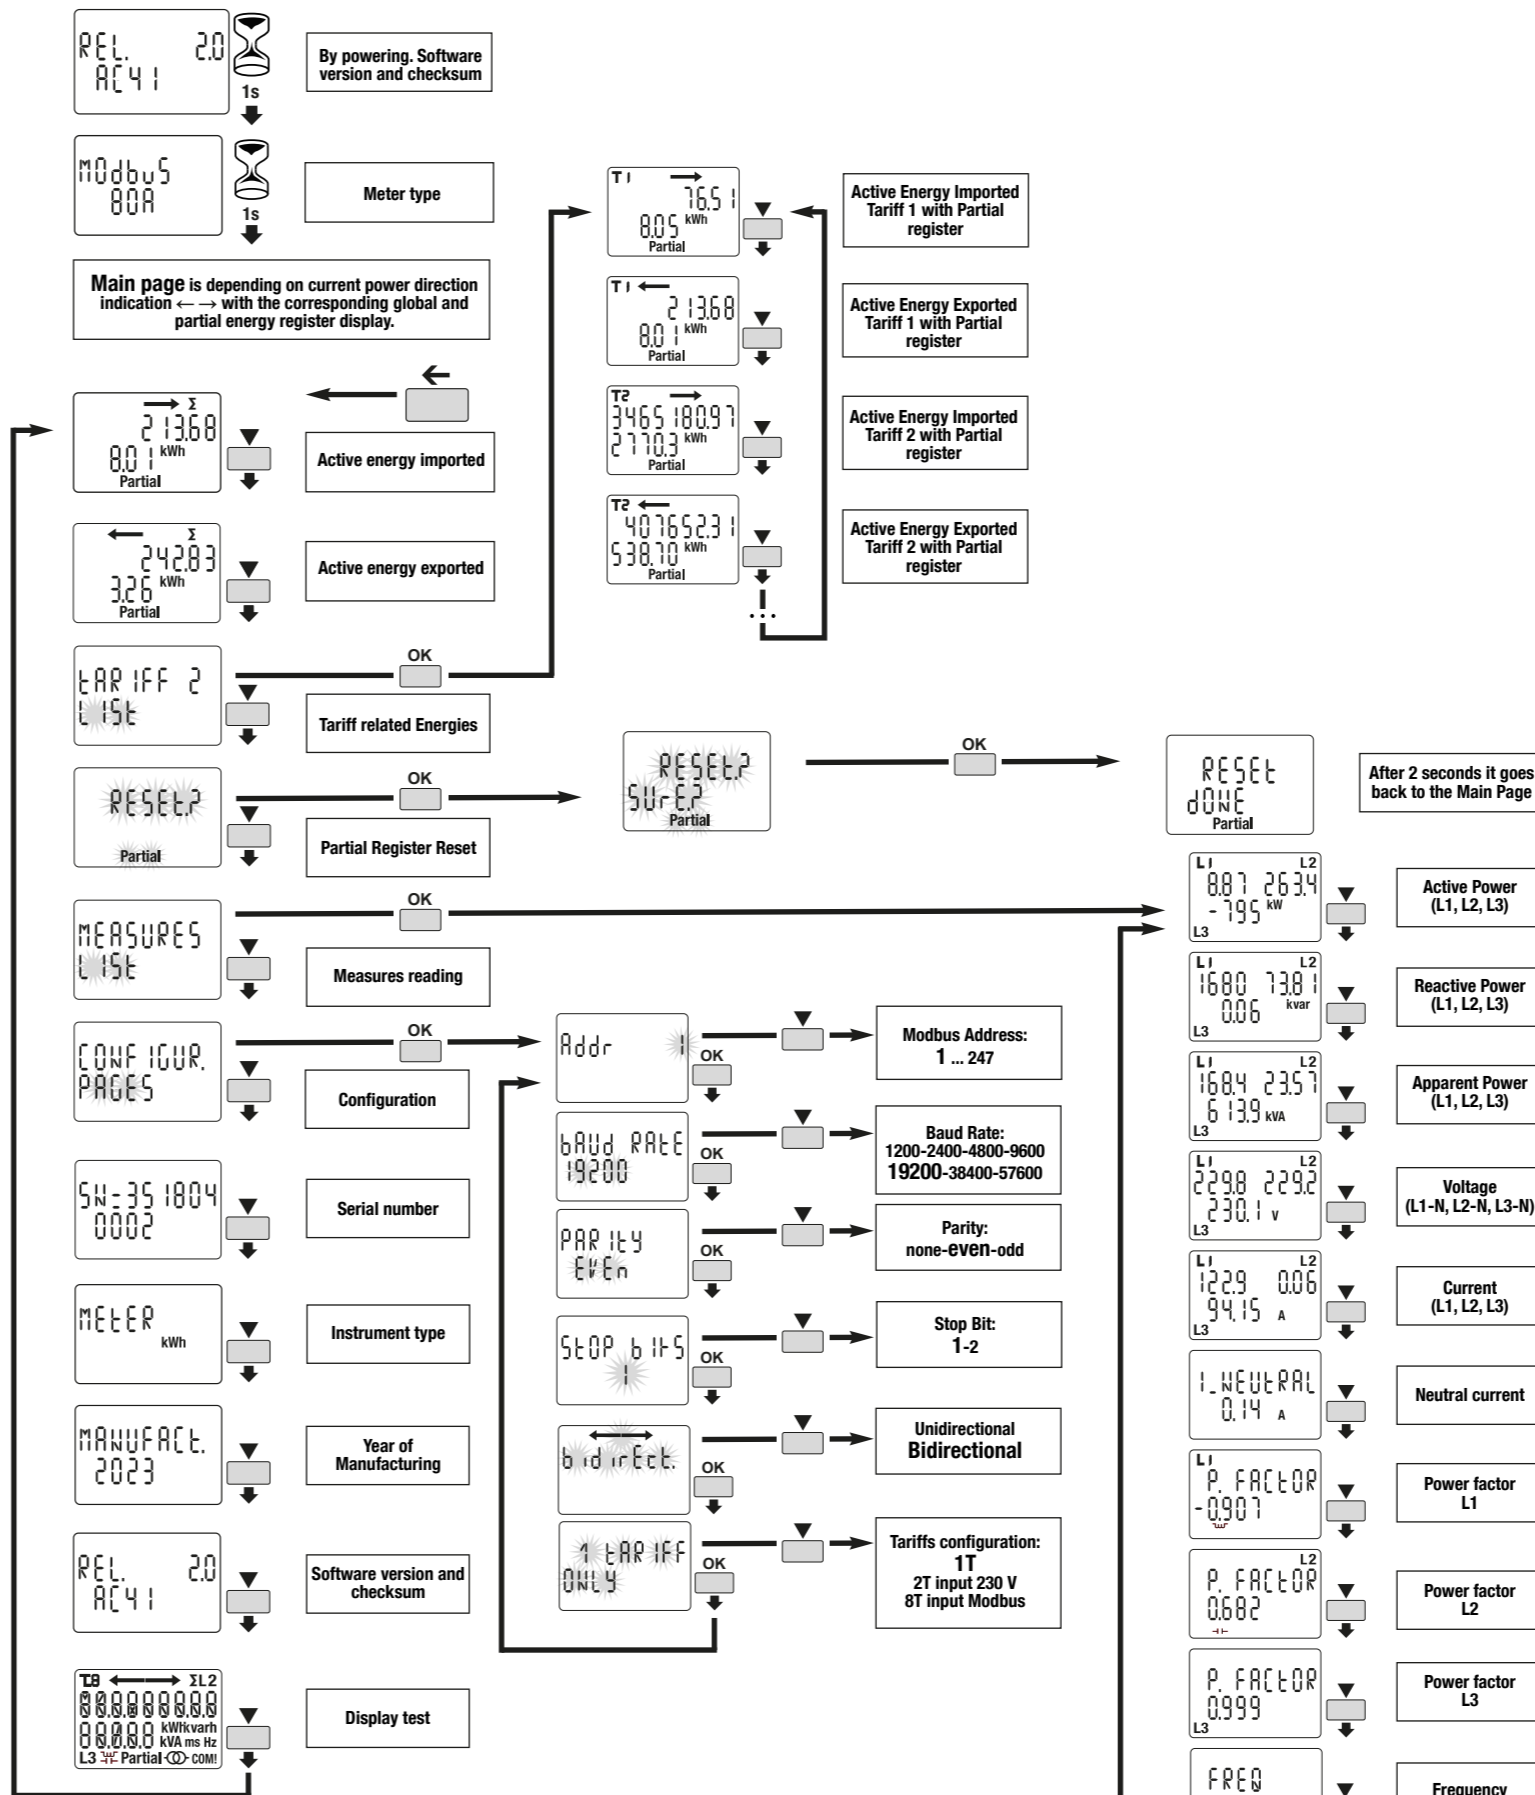 REL. 2.0
AC41
1s
By powering. Software
version and checksum
MOdbuS
80A
1s
Meter type
Main page is depending on current power direction
indication ← → with the corresponding global and
partial energy register display.
→ Σ
213.68
8.01 kWh
Partial
←
Active energy imported
← Σ
242.83
3.26 kWh
Partial
Active energy exported
tARIFF 2
LISt
OK
Tariff related Energies
T1 →
76.51
8.05 kWh
Partial
Active Energy Imported
Tariff 1 with Partial
register
T1 ←
213.68
8.01 kWh
Partial
Active Energy Exported
Tariff 1 with Partial
register
T2 →
3465180.97
2770.3 kWh
Partial
Active Energy Imported
Tariff 2 with Partial
register
T2 ←
407652.31
538.70 kWh
Partial
Active Energy Exported
Tariff 2 with Partial
register
...
RESEt.?
Partial
OK
Partial Register Reset
RESEt.?
SUrE.?
Partial
OK
RESEt
dONE
Partial
After 2 seconds it goes
back to the Main Page
MEASURES
LISt
OK
Measures reading
CONFIGUR.
PAGES
OK
Configuration
SN-351804
0002
Serial number
MEtER
kWh
Instrument type
MANUFACt.
2023
Year of
Manufacturing
REL. 2.0
AC41
Software version and
checksum
T8 ← → ΣL2
kWhkvarh
kVA ms Hz
L3 Partial COM!
Display test
Addr 1
OK
Modbus Address:
1 ... 247
bAUd RAtE
19200
OK
Baud Rate:
1200-2400-4800-9600
19200-38400-57600
PARItY
EVEn
OK
Parity:
none-even-odd
StOP bItS
1
OK
Stop Bit:
1-2
bidirEct.
OK
Unidirectional
Bidirectional
1 tARIFF
ONLY
OK
Tariffs configuration:
1T
2T input 230 V
8T input Modbus
L1 L2
8.87 263.4
-795 kW
L3
Active Power
(L1, L2, L3)
L1 L2
1680 73.81
0.06 kvar
L3
Reactive Power
(L1, L2, L3)
L1 L2
168.4 23.57
613.9 kVA
L3
Apparent Power
(L1, L2, L3)
L1 L2
229.8 229.2
230.1 V
L3
Voltage
(L1-N, L2-N, L3-N)
L1 L2
122.9 0.06
94.15 A
L3
Current
(L1, L2, L3)
I_NEUtRAL
0.14 A
Neutral current
L1
P. FACtOR
-0.907
Power factor
L1
L2
P. FACtOR
0.682
Power factor
L2
P. FACtOR
0.999
L3
Power factor
L3
FREQ
Frequency